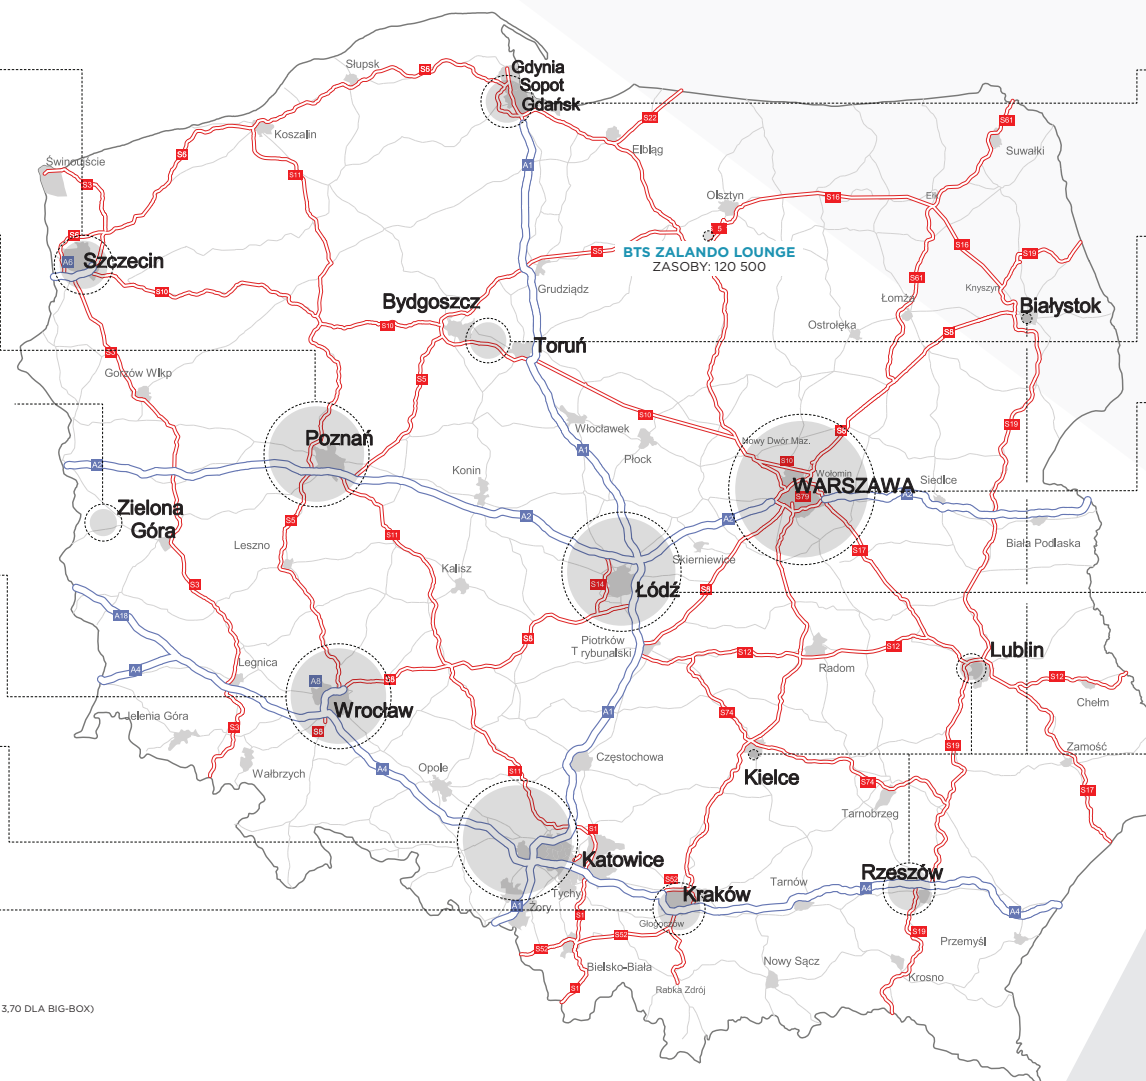 Gdynia
Sopot
Gdańsk
Słupsk
S6
Koszalin
S22
Elbląg
S61
Suwałki
A1
S6
S11
Świnoujście
S3
Olsztyn
S16
Ełk
S6
Szczecin
A6
S10
5
BTS ZALANDO LOUNGE
ZASOBY: 120 500
S5
S16
S19
S61
Knyszyn
Grudziądz
Bydgoszcz
S10
Łomża
Białystok
Ostrołęka
S8
Toruń
S3
Gorzów Wlkp
S5
S10
Włocławek
A1
Płock
S8
S19
Nowy Dwór Maz.
S10
Wołomin
Poznań
A2
Konin
WARSZAWA
S79
Siedlce
A2
Zielona
Góra
S5
A2
A2
Biała Podlaska
Leszno
S11
Skierniewice
S17
Kalisz
S3
S14
Łódź
S8
A18
S8
Piotrków
Trybunalski
S12
Radom
S12
Lublin
S12
Chełm
A4
Legnica
A8
S8
Wrocław
Jelenia Góra
S3
S8
A1
S74
S19
Zamość
Wałbrzych
A4
Opole
S11
Częstochowa
Kielce
S74
Tarnobrzeg
S17
S1
Katowice
Tychy
S52
Kraków
Tarnów
Rzeszów
A4
A4
A1
Żory
S1
Głogoczów
S52
S52
S19
Przemyśl
Bielsko-Biała
S1
Rabka Zdrój
Nowy Sącz
Krosno
3,70 DLA BIG-BOX)